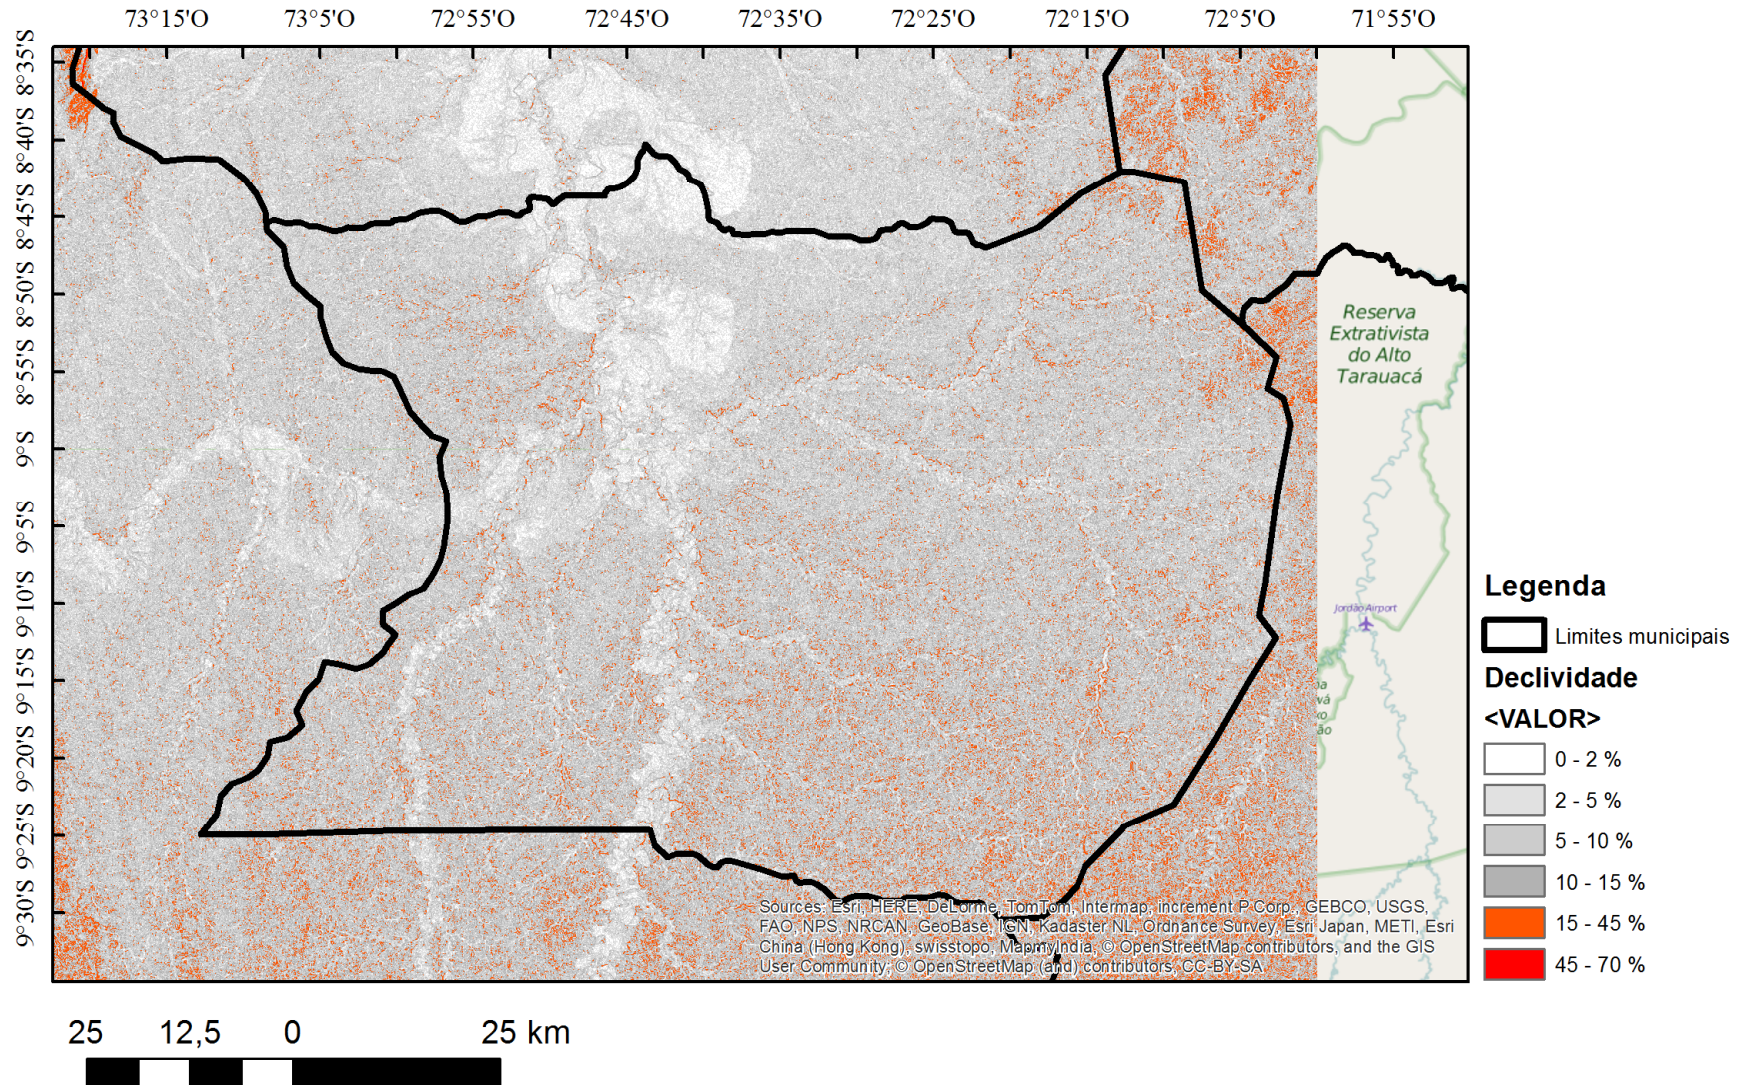 73°15'O 73°5'O 72°55'O 72°45'O 72°35'O 72°25'O 72°15'O 72°5'O 71°55'O
8°35'S
8°40'S
8°45'S
8°50'S
8°55'S
9°S
9°5'S
9°10'S
9°15'S
9°20'S
9°25'S
9°30'S
Reserva
Extrativista
do Alto
Tarauacá
Jordão Airport
na
vá
xo
ão
Sources: Esri, HERE, DeLorme, TomTom, Intermap, increment P Corp., GEBCO, USGS,
FAO, NPS, NRCAN, GeoBase, IGN, Kadaster NL, Ordnance Survey, Esri Japan, METI, Esri
China (Hong Kong), swisstopo, MapmyIndia, © OpenStreetMap contributors, and the GIS
User Community; © OpenStreetMap (and) contributors, CC-BY-SA
Legenda
Limites municipais
Declividade
<VALOR>
0 - 2 %
2 - 5 %
5 - 10 %
10 - 15 %
15 - 45 %
45 - 70 %
25 12,5 0 25 km